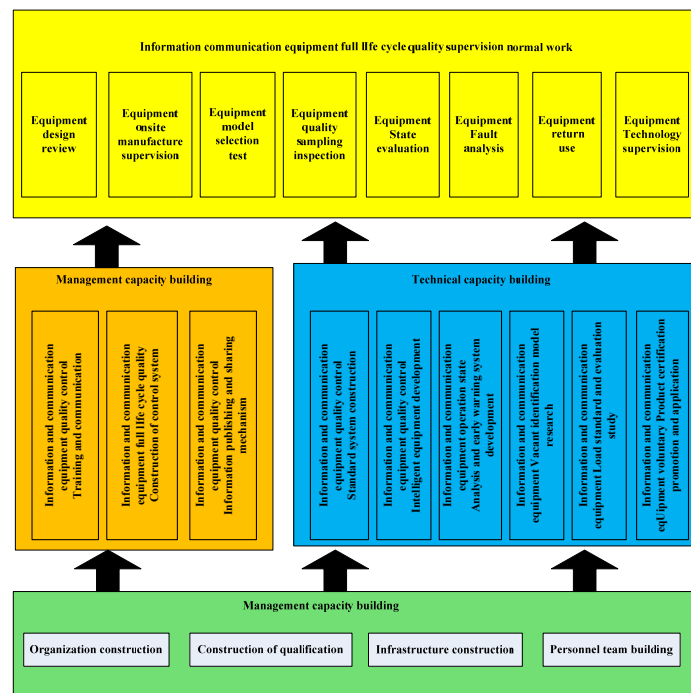 Information communication equipment full life cycle quality supervision normal work
Equipment
design
review
Equipment
onsite
manufacture
supervision
Equipment
model
selection
test
Equipment
quality
sampling
inspection
Equipment
State
evaluation
Equipment
Fault
analysis
Equipment
return
use
Equipment
Technology
supervision
Management capacity building
Information and communication
equipment quality control
Training and communication
Information and communication
equipment full life cycle quality
Construction of control system
Information and communication
equipment quality control
Information publishing and sharing
mechanism
Technical capacity building
Information and communication
equipment quality control
Standard system construction
Information and communication
equipment quality control
Intelligent equipment development
Information and communication
equipment operation state
Analysis and early warning system
development
Information and communication
equipment Vacant identification model
research
Information and communication
equipment Load standard and evaluation
study
Information and communication
eqUipment voluntary Product certification
promotion and application
Management capacity building
Organization construction
Construction of qualification
Infrastructure construction
Personnel team building